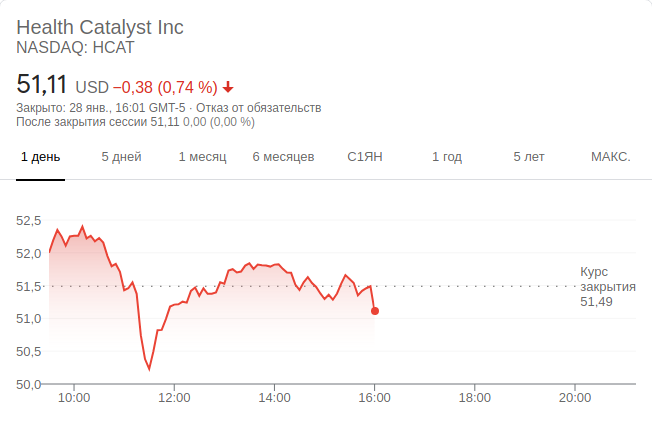 Health Catalyst Inc
NASDAQ: HCAT
51,11 USD −0,38 (0,74 %)
Закрыто: 28 янв., 16:01 GMT-5 · Отказ от обязательств
После закрытия сессии 51,11 0,00 (0,00 %)
1 день 5 дней 1 месяц 6 месяцев С1ЯН 1 год 5 лет МАКС.
52,5
52,0
51,5
51,0
50,5
50,0
Курс
закрытия
51,49
10:00 12:00 14:00 16:00 18:00 20:00